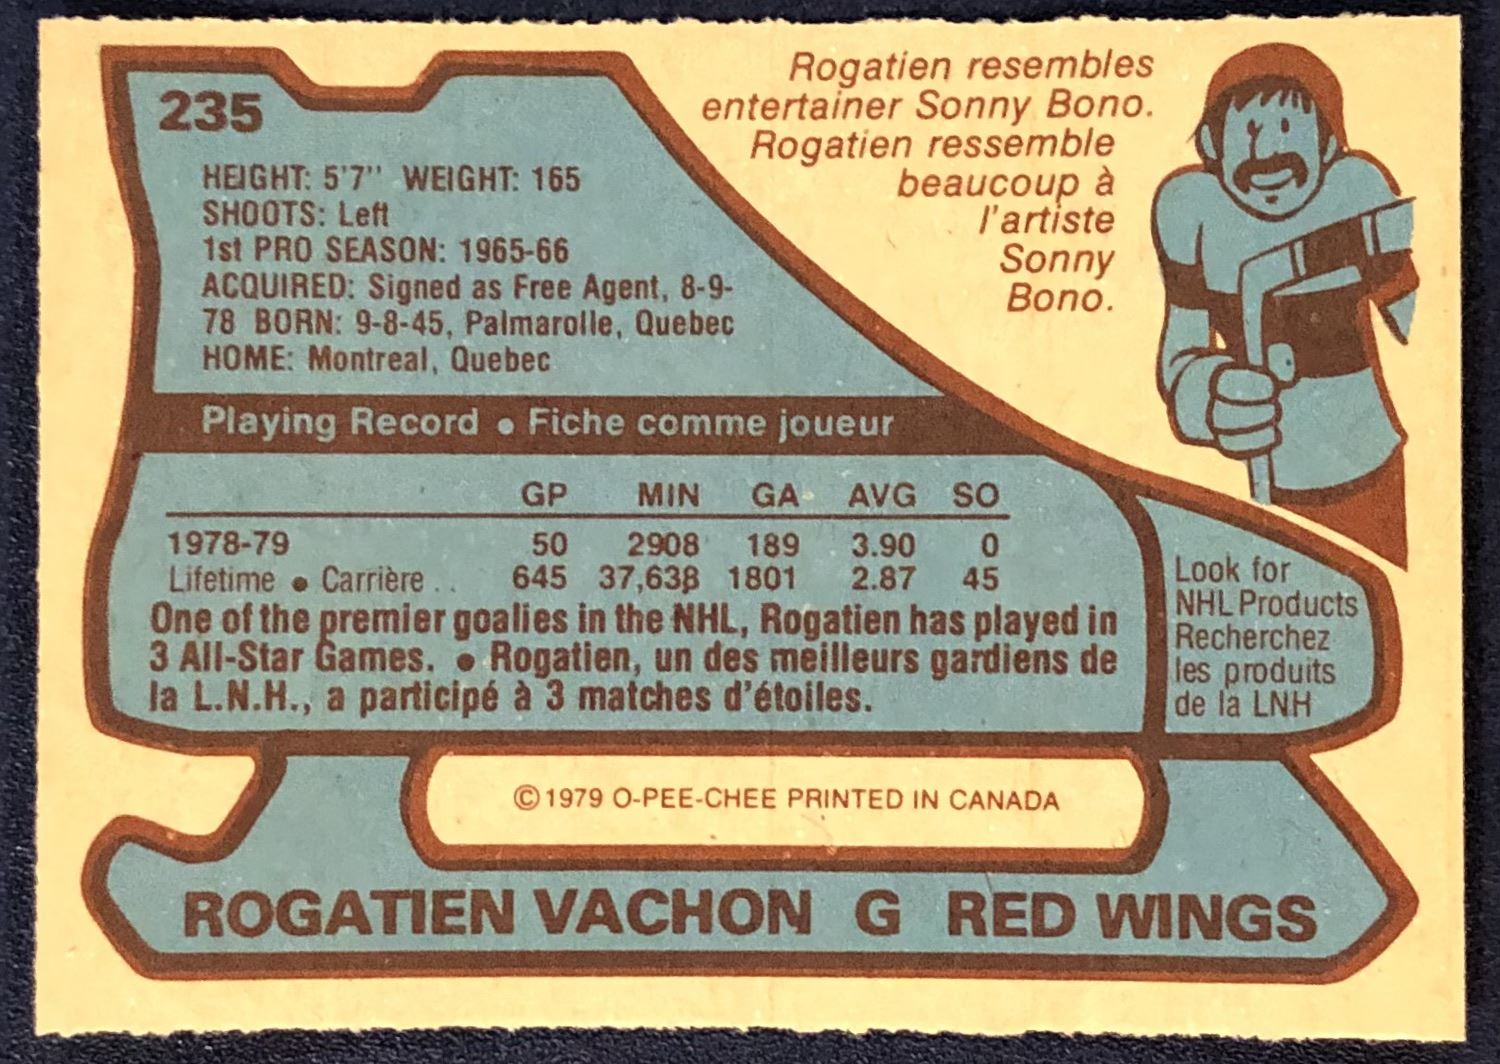 235
Rogatien resembles
entertainer Sonny Bono.
Rogatien ressemble
beaucoup à
l'artiste
Sonny
Bono.
HEIGHT: 5'7" WEIGHT: 165
SHOOTS: Left
1st PRO SEASON: 1965-66
ACQUIRED: Signed as Free Agent, 8-9-
78 BORN: 9-8-45, Palmarolle, Quebec
HOME: Montreal, Quebec
Playing Record • Fiche comme joueur
GP MIN GA AVG SO
1978-79 50 2908 189 3.90 0
Lifetime • Carrière .. 645 37,638 1801 2.87 45
One of the premier goalies in the NHL, Rogatien has played in
3 All-Star Games. • Rogatien, un des meilleurs gardiens de
la L.N.H., a participé à 3 matches d'étoiles.
Look for
NHL Products
Recherchez
les produits
de la LNH
© 1979 O-PEE-CHEE PRINTED IN CANADA
ROGATIEN VACHON G RED WINGS